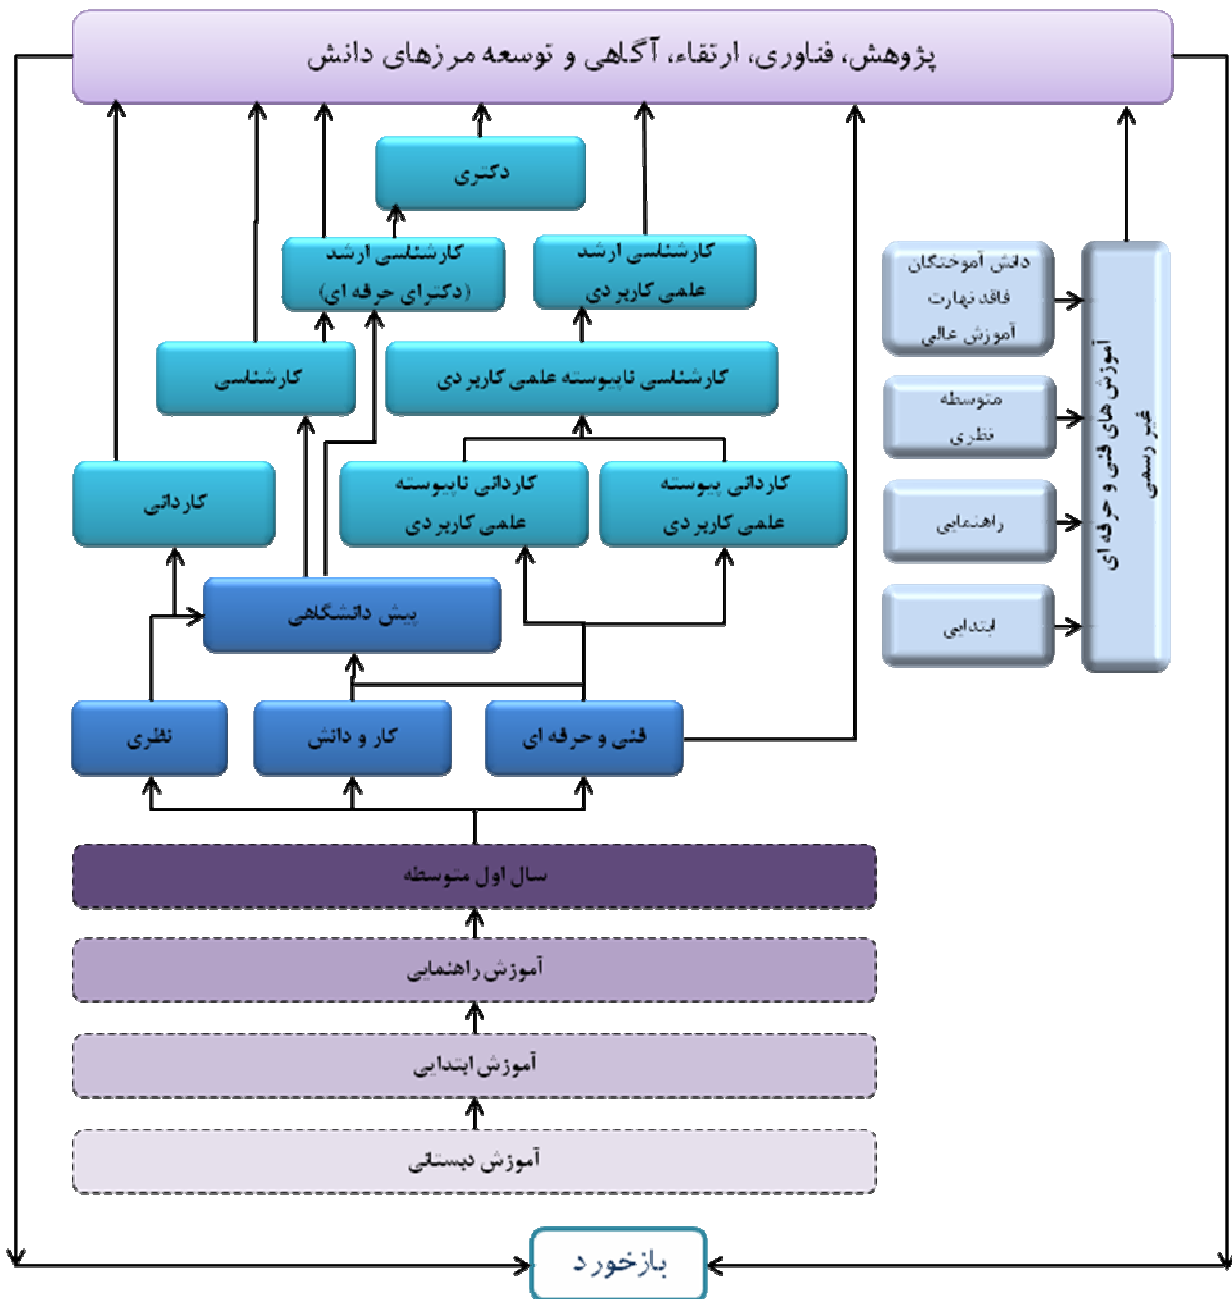 پژوهش، فناوری، ارتقاء، آگاهی و توسعه مرزهای دانش
دکتری
کارشناسی ارشد
(دکترای حرفه ای)
کارشناسی ارشد
علمی کاربردی
کارشناسی
کارشناسی ناپیوسته علمی کاربردی
کاردانی
کاردانی ناپیوسته
علمی کاربردی
کاردانی پیوسته
علمی کاربردی
پیش دانشگاهی
نظری
کار و دانش
فنی و حرفه ای
سال اول متوسطه
آموزش راهنمایی
آموزش ابتدایی
آموزش دبستانی
دانش آموختگان
فاقد نهارت
آموزش عالی
متوسطه
نظری
راهنمایی
ابتدایی
آموزش های فنی و حرفه ای
غیر رسمی
بازخورد